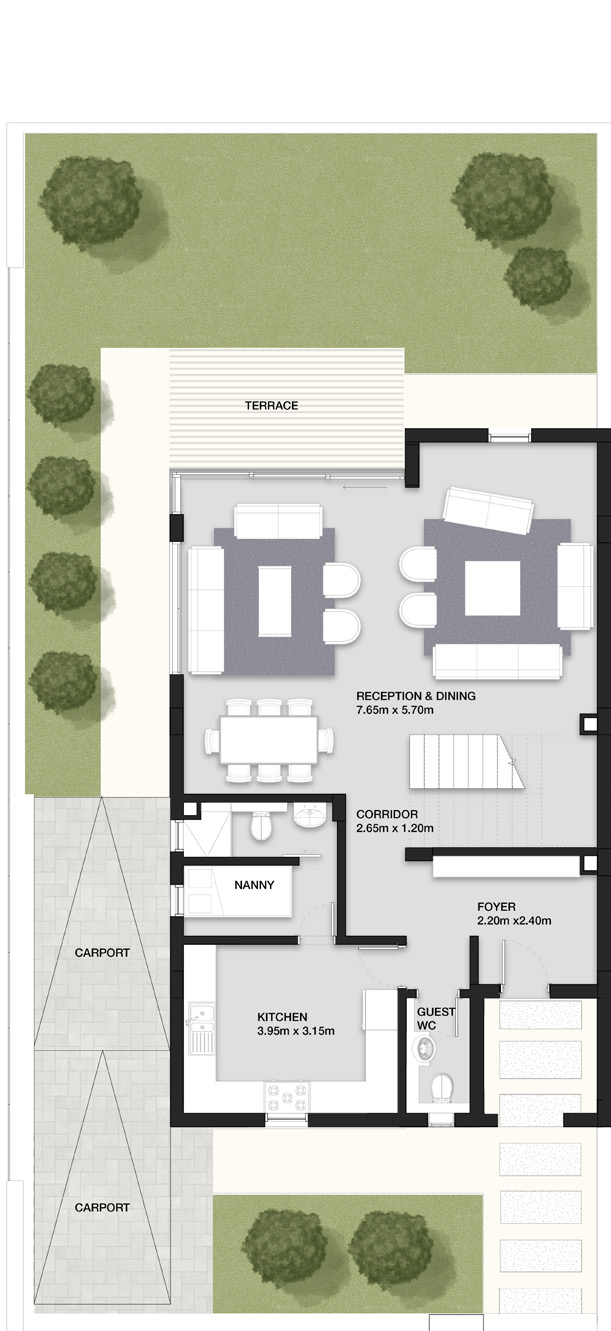 TERRACE
RECEPTION & DINING
7.65m x 5.70m
CORRIDOR
2.65m x 1.20m
NANNY
FOYER
2.20m x2.40m
CARPORT
KITCHEN
3.95m x 3.15m
GUEST
WC
CARPORT